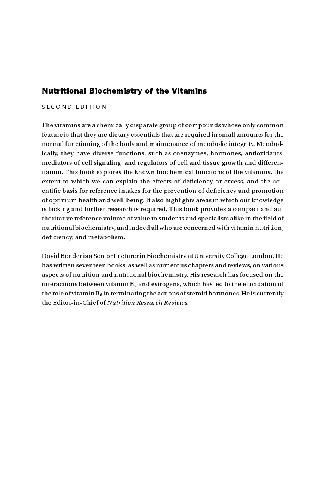 Nutritional Biochemistry of the Vitamins
SECOND EDITION
The vitamins are a chemically disparate group of compounds whose only common
feature is that they are dietary essentials that are required in small amounts for the
normal functioning of the body and maintenance of metabolic integrity. Metabol-
ically, they have diverse functions, such as coenzymes, hormones, antioxidants,
mediators of cell signaling, and regulators of cell and tissue growth and differen-
tiation. This book explores the known biochemical functions of the vitamins, the
extent to which we can explain the effects of deficiency or excess, and the sci-
entific basis for reference intakes for the prevention of deficiency and promotion
of optimum health and well-being. It also highlights areas in which our knowledge
is lacking and further research is required. This book provides a compact and au-
thoritative reference volume of value to students and specialists alike in the field of
nutritional biochemistry, and indeed all who are concerned with vitamin nutrition,
deficiency, and metabolism.
David Bender is a Senior Lecturer in Biochemistry at University College London. He
has written seventeen books, as well as numerous chapters and reviews, on various
aspects of nutrition and nutritional biochemistry. His research has focused on the
interactions between vitamin B₆ and estrogens, which has led to the elucidation of
the role of vitamin B₆ in terminating the actions of steroid hormones. He is currently
the Editor-in-Chief of Nutrition Research Reviews.